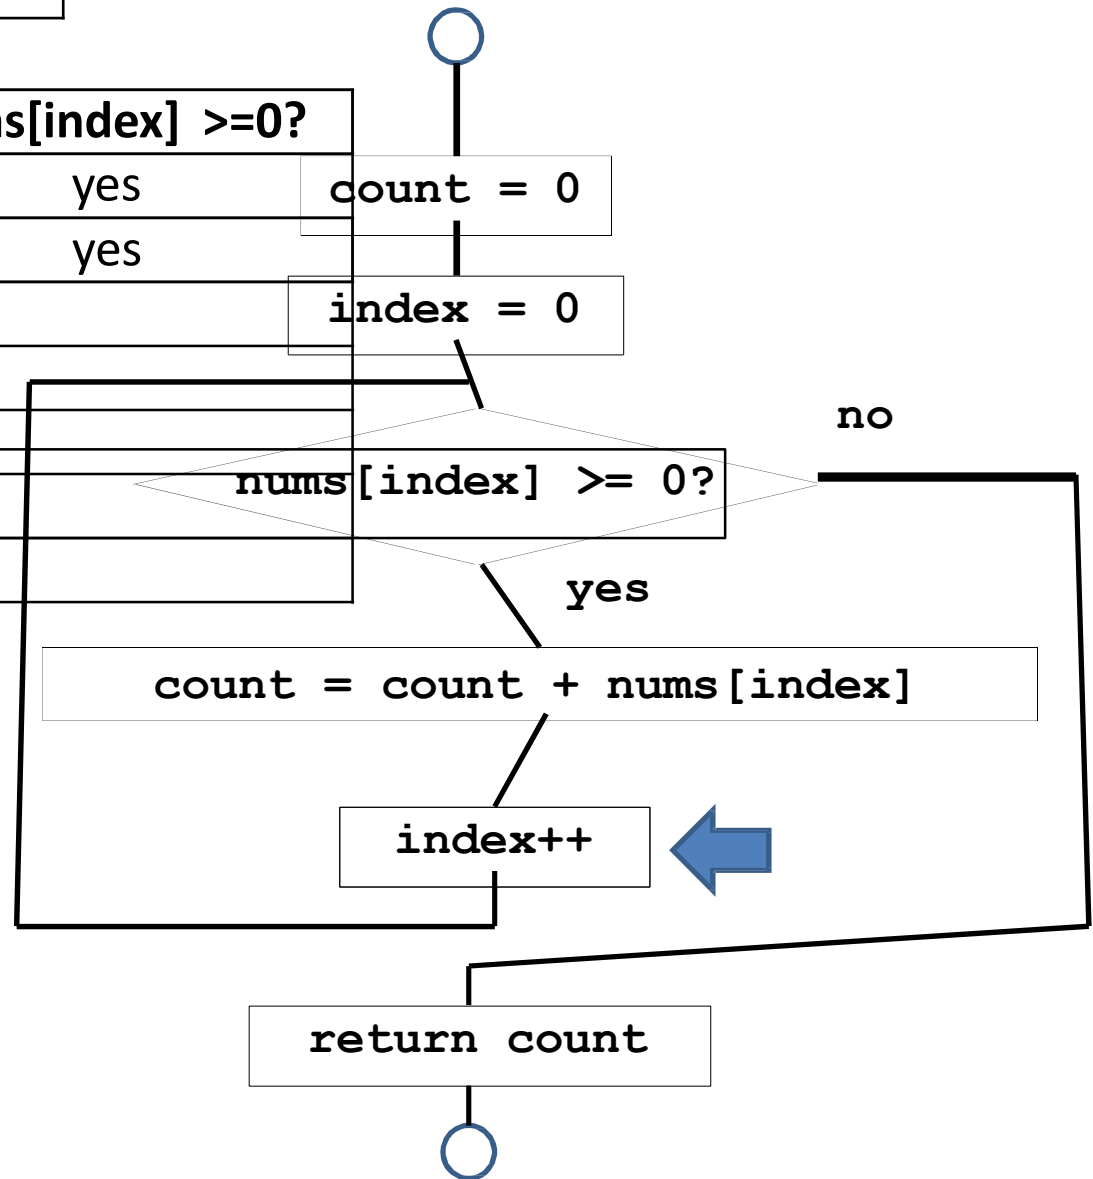 s[index] >=0?
yes
count = 0
yes
index = 0
no
nums[index] >= 0?
yes
count = count + nums[index]
index++
return count